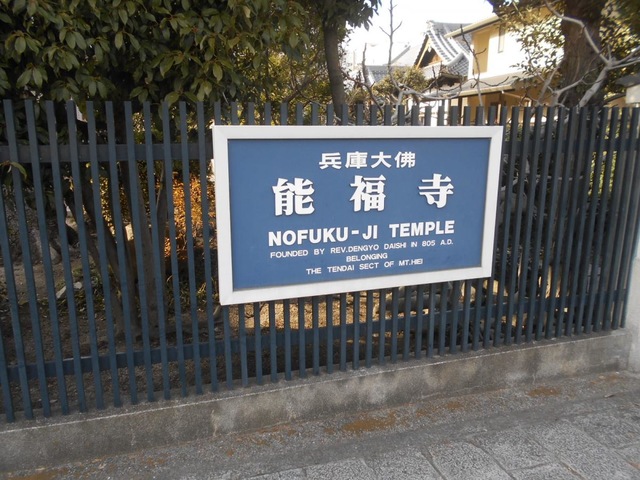 兵庫大佛
能福寺
NOFUKU-JI TEMPLE
FOUNDED BY REV.DENGYO DAISHI IN 805 A.D.
BELONGING
THE TENDAI SECT OF MT.HIEI